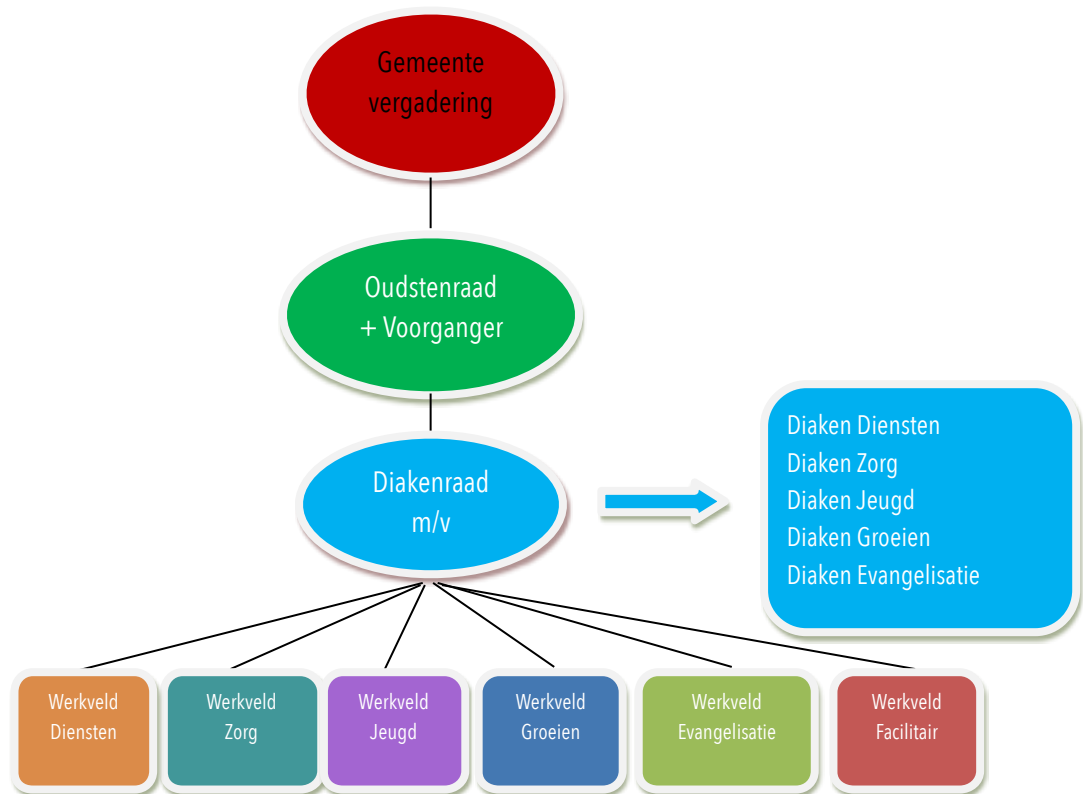 Gemeente
vergadering
Oudstenraad
+ Voorganger
Diakenraad
m/v
Diaken Diensten
Diaken Zorg
Diaken Jeugd
Diaken Groeien
Diaken Evangelisatie
Werkveld
Diensten
Werkveld
Zorg
Werkveld
Jeugd
Werkveld
Groeien
Werkveld
Evangelisatie
Werkveld
Facilitair